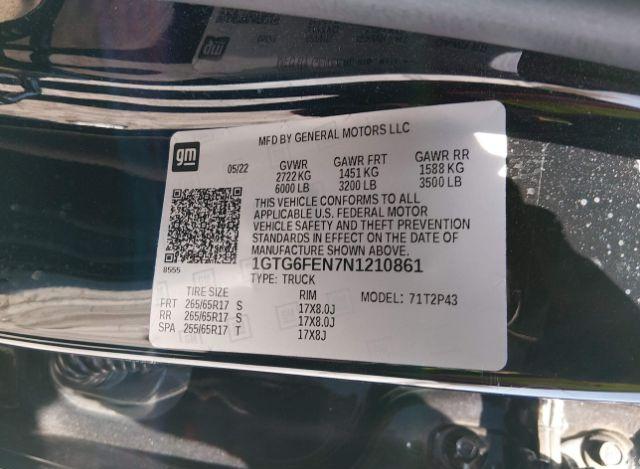 gm
MFD BY GENERAL MOTORS LLC
05/22
GVWR GAWR FRT GAWR RR
2722 KG 1451 KG 1588 KG
6000 LB 3200 LB 3500 LB
THIS VEHICLE CONFORMS TO ALL
APPLICABLE U.S. FEDERAL MOTOR
VEHICLE SAFETY AND BUMPER
STANDARDS IN EFFECT ON THE DATE OF
MANUFACTURE SHOWN ABOVE.
8555
1GTG6FEN7N1210861
TYPE: TRUCK
TIRE SIZE RIM MODEL: 71T2P43
FRT 265/65R17 S 17X8.0J
RR 265/65R17 S 17X8.0J
SPA 255/65R17 T 17X8J